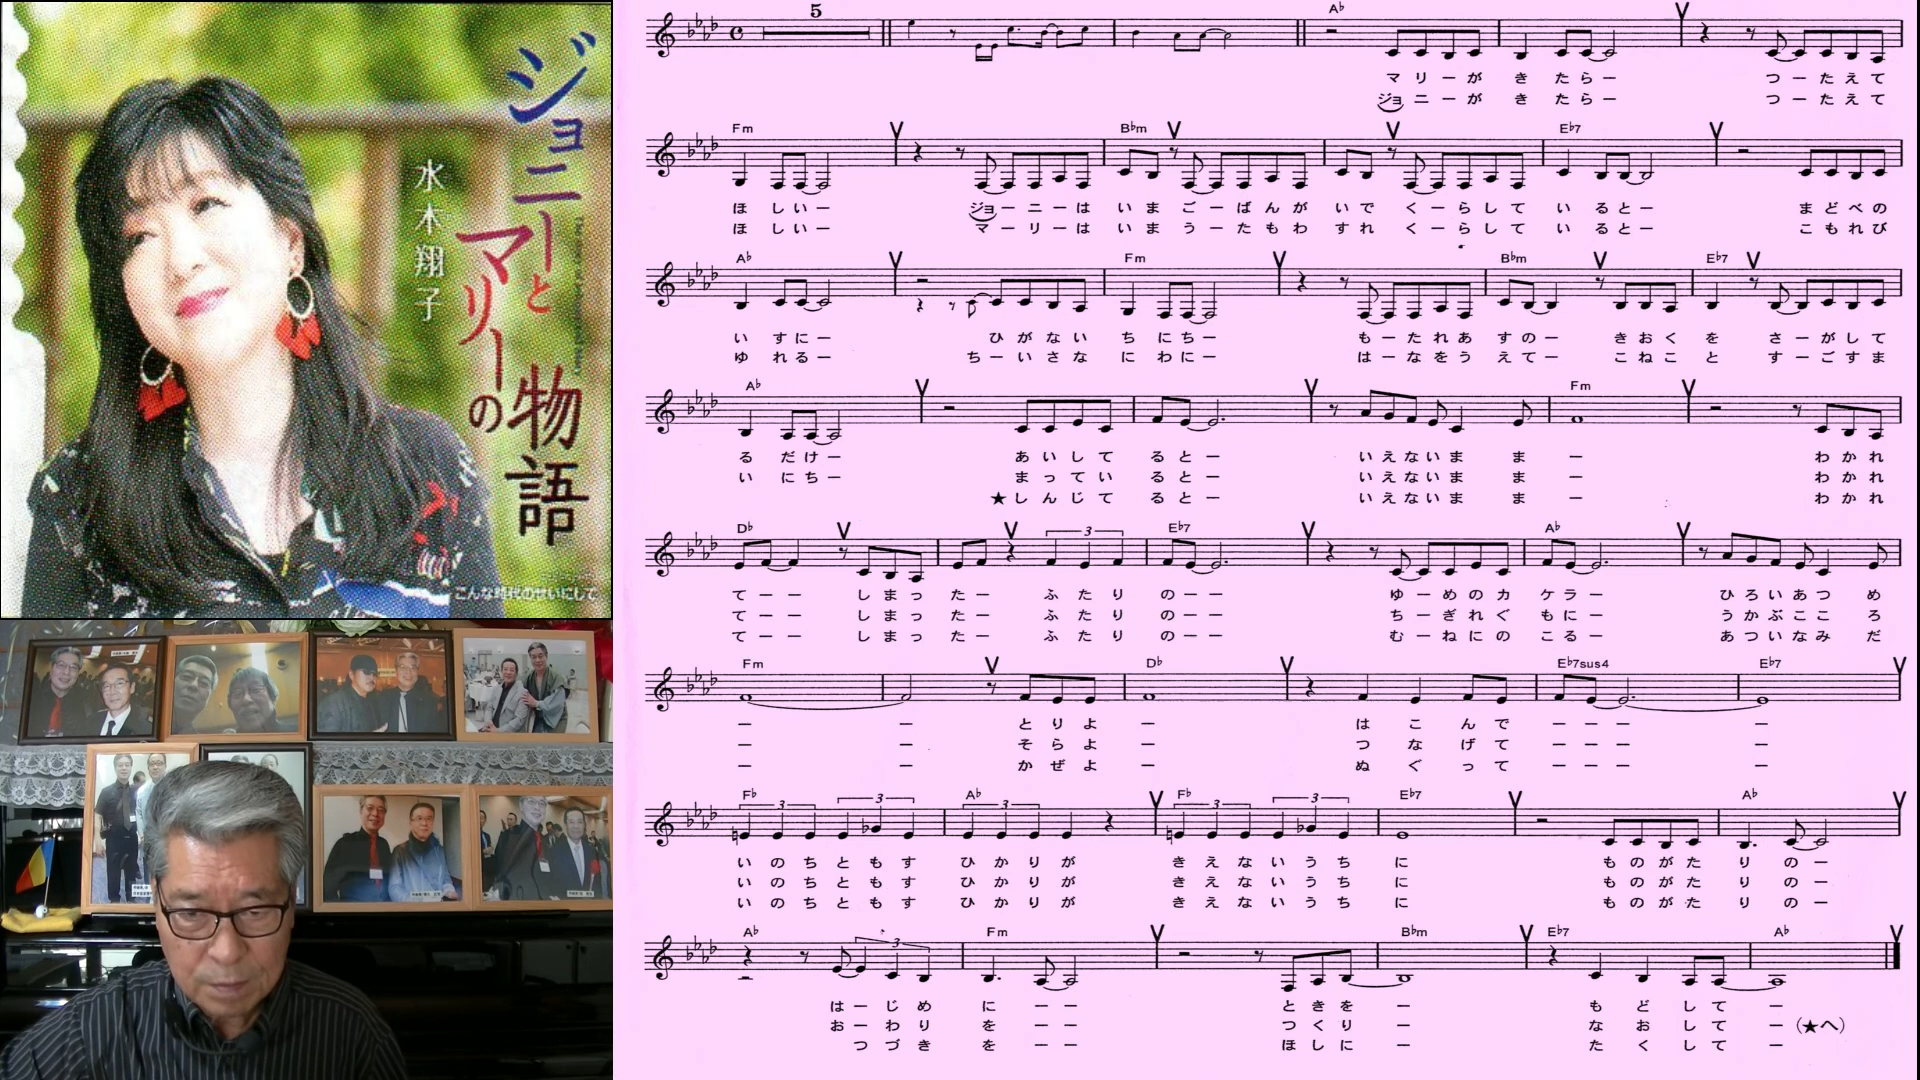 ジョニーと
マリーの
物語
水木翔子
こんな時代のせいにして
5 A♭
マリーが きたらー つーたえて
ジョニーが きたらー つーたえて
Fm B♭m E♭7
ほしいー ジョーニーは いまごーばんが いでくーらして いるとー まどべの
ほしいー マーリーは いまうーたもわ すれくーらして いるとー こもれび
A♭ Fm B♭m E♭7
いすにー ひがない ちにちー もーたれあ すのー きおく を さーがして
ゆれるー ちーいさな にわにー はーなをう えてー こねこ と すーごすま
A♭ Fm
るだけー あいして るとー いえないま まー わかれ
いにちー まってい るとー いえないま まー わかれ
★しんじて るとー いえないま まー わかれ
D♭ 3 E♭7 A♭
てーー しまっ たー ふたり のーー ゆーめのカ ケラー ひろいあつ め
てーー しまっ たー ふたり のーー ちーぎれぐ もにー うかぶここ ろ
てーー しまっ たー ふたり のーー むーねにの こるー あついなみ だ
Fm D♭ E♭7sus4 E♭7
ー ー とりよ ー はこんで ーーー ー
ー ー そらよ ー つなげて ーーー ー
ー ー かぜよ ー ぬぐって ーーー ー
F♭ A♭ F♭ E♭7 A♭
3 3 3 3 3
いのちともす ひかりが きえないうち に ものがた りのー
いのちともす ひかりが きえないうち に ものがた りのー
いのちともす ひかりが きえないうち に ものがた りのー
A♭ 3 Fm B♭m E♭7 A♭
はーじめ にーー ときを ー もどして ー
おーわり をーー つくり ー なおして ー(★へ)
つづき をーー ほしに ー たくして ー